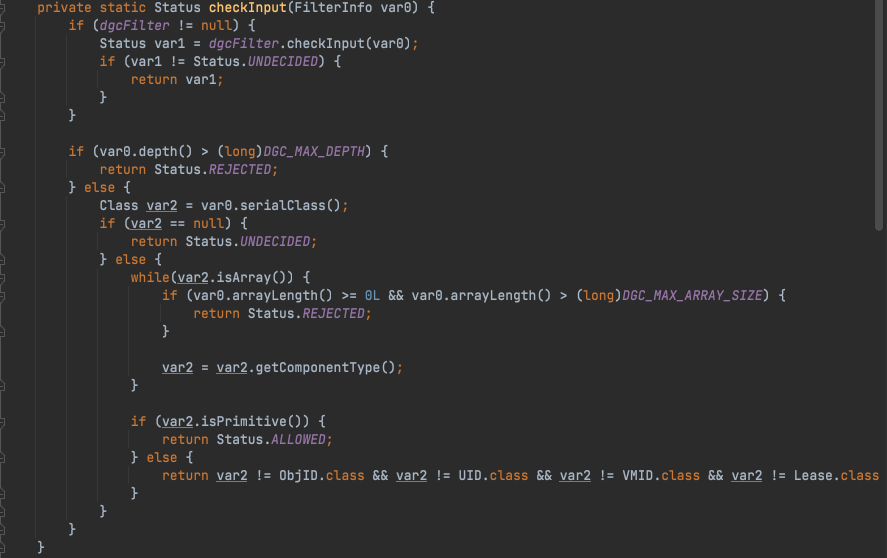 private static Status checkInput(FilterInfo var0) {
if (dgcFilter != null) {
Status var1 = dgcFilter.checkInput(var0);
if (var1 != Status.UNDECIDED) {
return var1;
}
}
if (var0.depth() > (long)DGC_MAX_DEPTH) {
return Status.REJECTED;
} else {
Class var2 = var0.serialClass();
if (var2 == null) {
return Status.UNDECIDED;
} else {
while(var2.isArray()) {
if (var0.arrayLength() >= 0L && var0.arrayLength() > (long)DGC_MAX_ARRAY_SIZE) {
return Status.REJECTED;
}
var2 = var2.getComponentType();
}
if (var2.isPrimitive()) {
return Status.ALLOWED;
} else {
return var2 != ObjID.class && var2 != UID.class && var2 != VMID.class && var2 != Lease.class
}
}
}
}